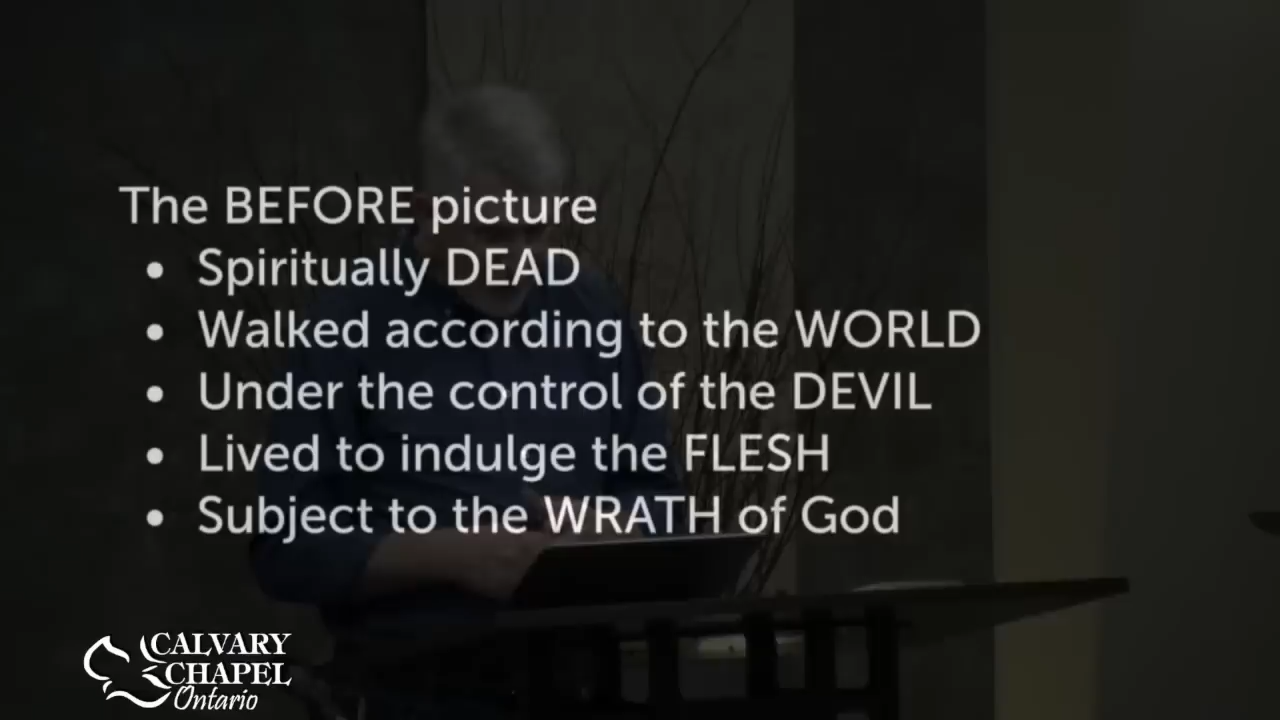 The BEFORE picture
• Spiritually DEAD
• Walked according to the WORLD
• Under the control of the DEVIL
• Lived to indulge the FLESH
• Subject to the WRATH of God
CALVARY
CHAPEL
Ontario